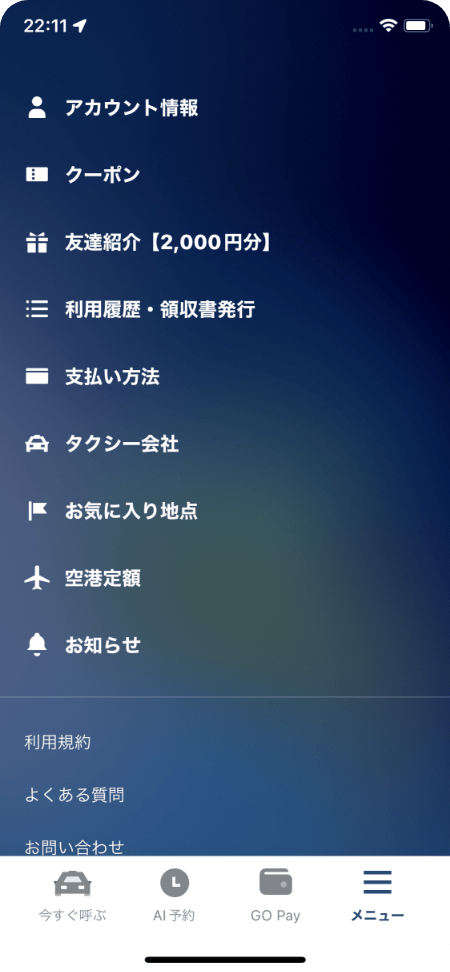 22:11
アカウント情報
クーポン
友達紹介【2,000円分】
利用履歴・領収書発行
支払い方法
タクシー会社
お気に入り地点
空港定額
お知らせ
利用規約
よくある質問
お問い合わせ
今すぐ呼ぶ
AI予約
GO Pay
メニュー